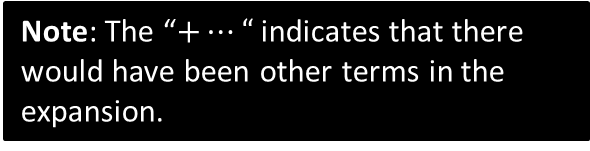 Note: The “+ ⋯ “ indicates that there
would have been other terms in the
expansion.